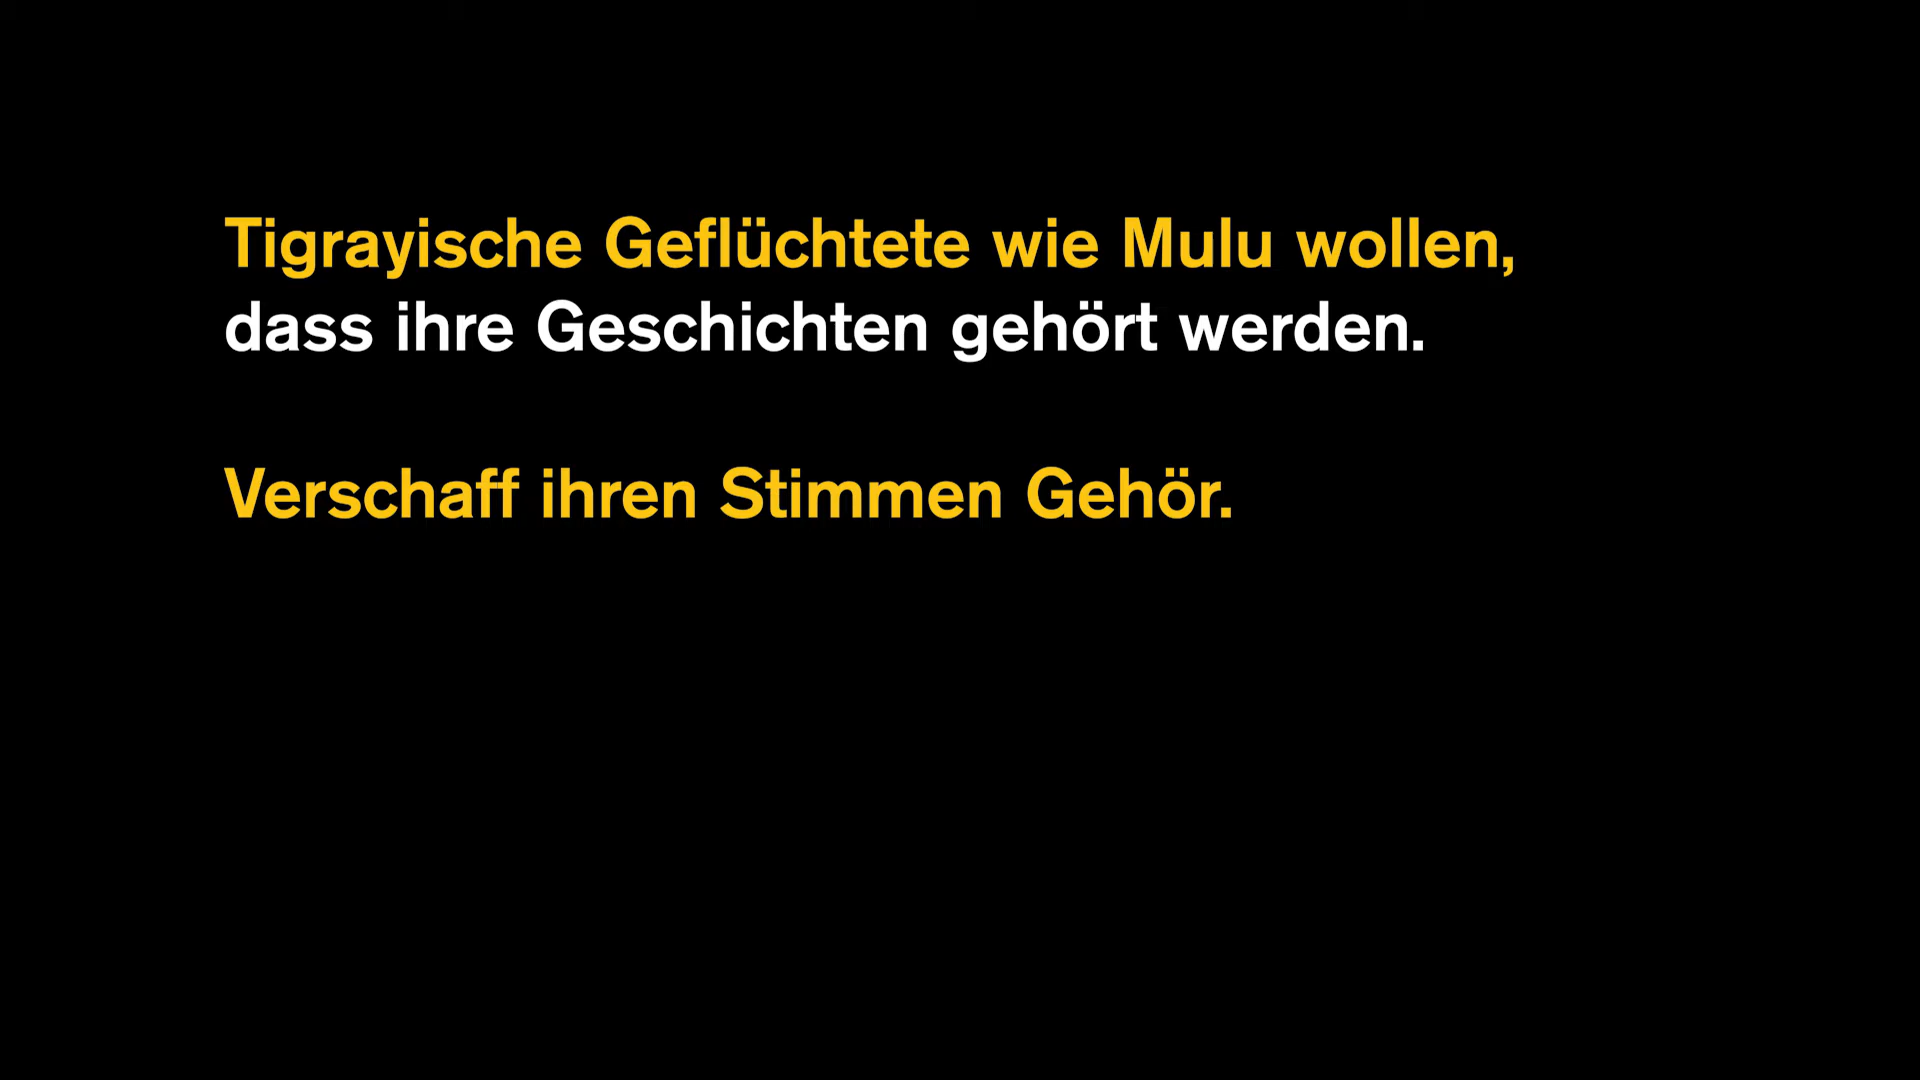 Tigrayische Geflüchtete wie Mulu wollen,
dass ihre Geschichten gehört werden.
Verschaff ihren Stimmen Gehör.